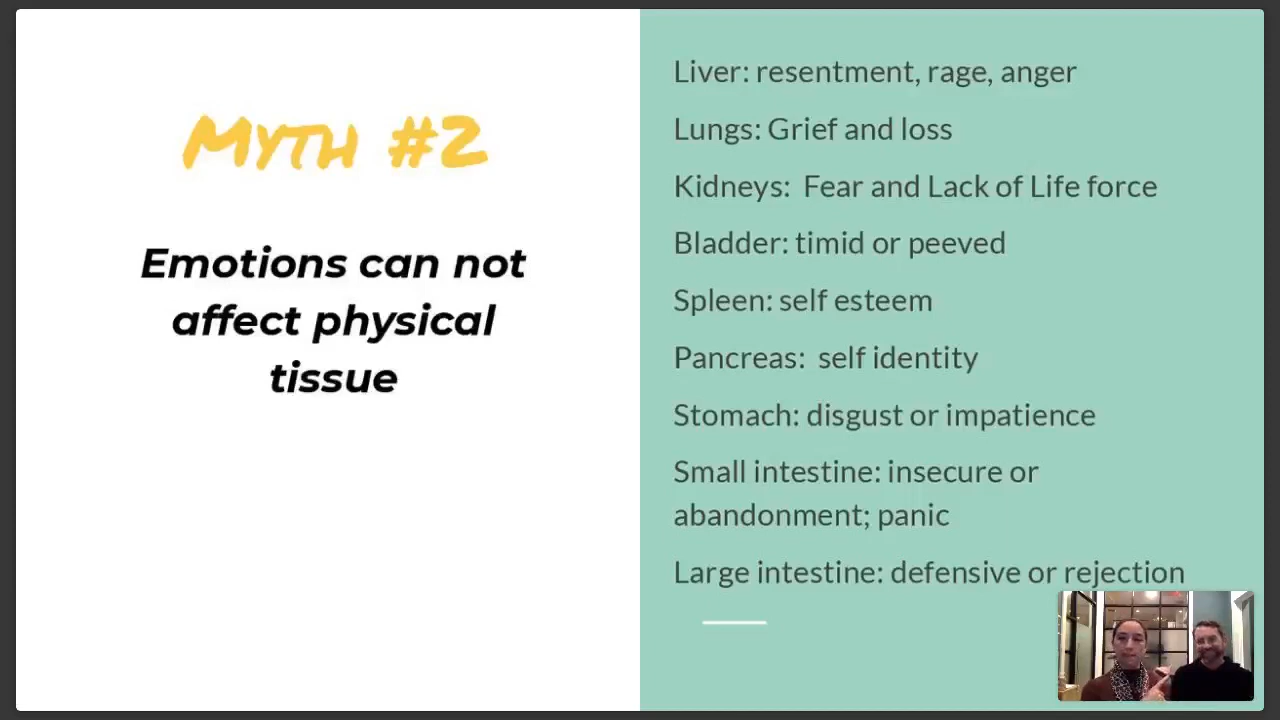 Myth #2
Emotions can not
affect physical
tissue
Liver: resentment, rage, anger
Lungs: Grief and loss
Kidneys:  Fear and Lack of Life force
Bladder: timid or peeved
Spleen: self esteem
Pancreas:  self identity
Stomach: disgust or impatience
Small intestine: insecure or
abandonment; panic
Large intestine: defensive or rejection